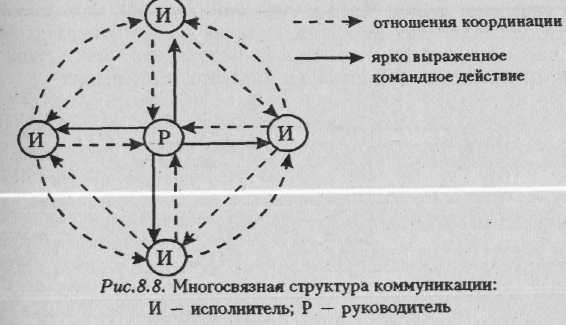 И
отношения координации
ярко выраженное
командное действие
И
Р
И
И
Рис.8.8. Многосвязная структура коммуникации:
И — исполнитель; Р — руководитель